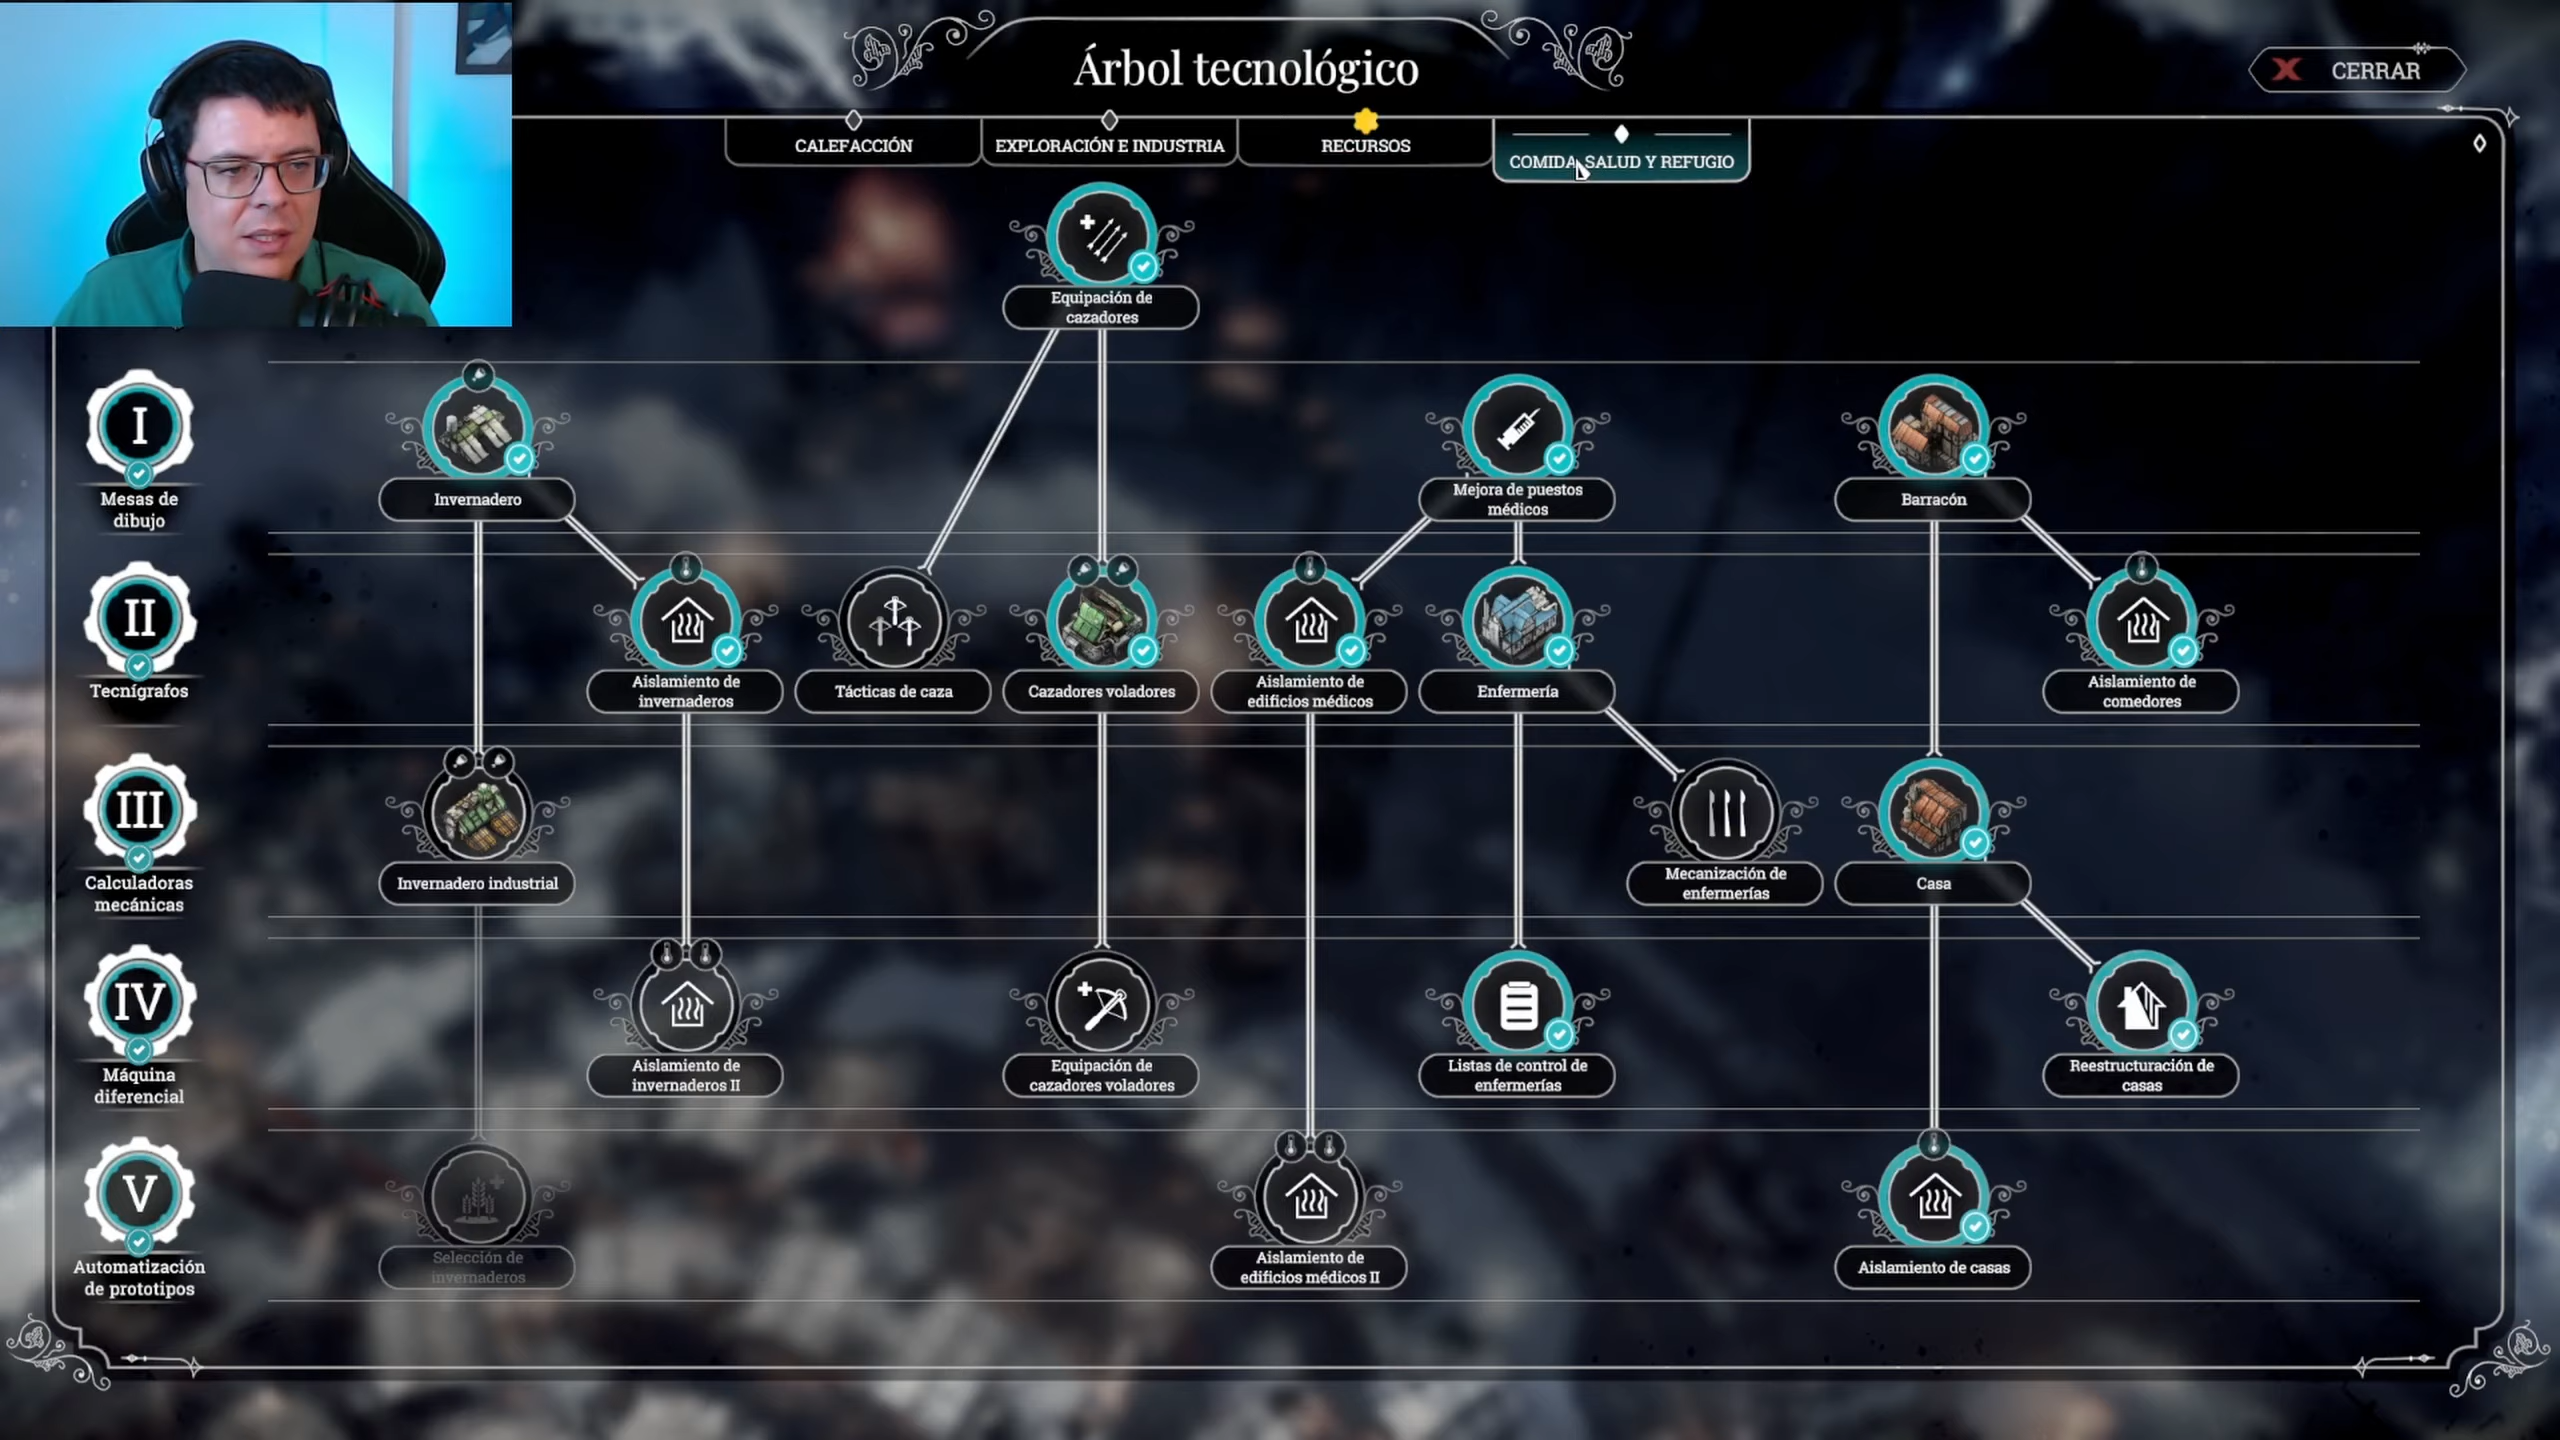 Árbol tecnológico
CERRAR
CALEFACCIÓN
EXPLORACIÓN E INDUSTRIA
RECURSOS
COMIDA, SALUD Y REFUGIO
Equipación de
cazadores
I
Mesas de
dibujo
Invernadero
Mejora de puestos
médicos
Barracón
II
Tecnígrafos
Aislamiento de
invernaderos
Tácticas de caza
Cazadores voladores
Aislamiento de
edificios médicos
Enfermería
Aislamiento de
comedores
III
Calculadoras
mecánicas
Invernadero industrial
Mecanización de
enfermerías
Casa
IV
Máquina
diferencial
Aislamiento de
invernaderos II
Equipación de
cazadores voladores
Listas de control de
enfermerías
Reestructuración de
casas
V
Automatización
de prototipos
Selección de
invernaderos
Aislamiento de
edificios médicos II
Aislamiento de casas